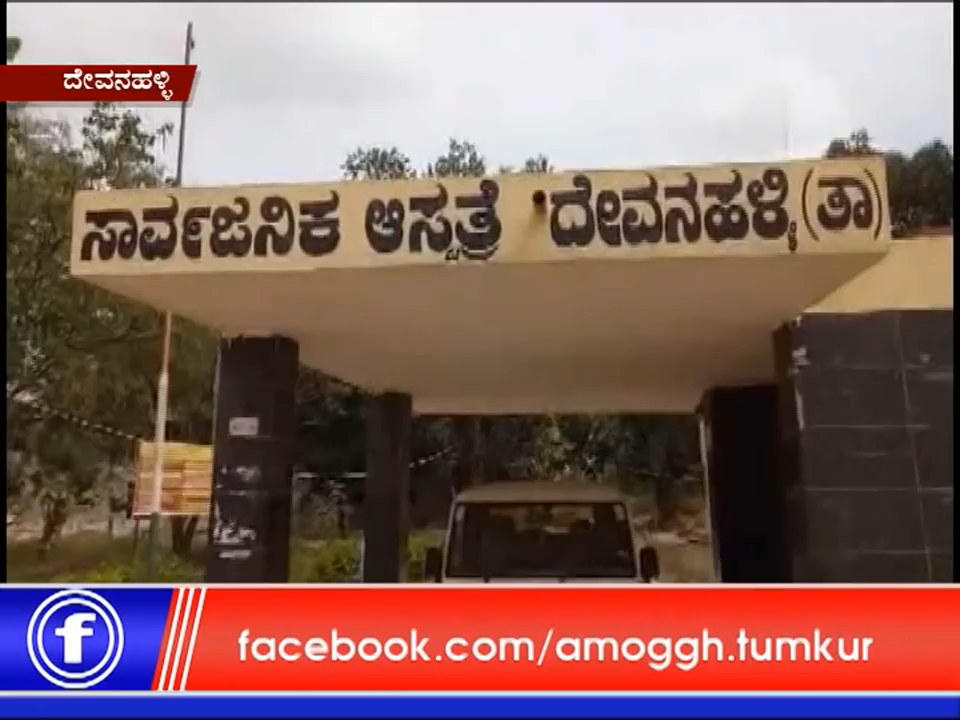 ದೇವನಹಳ್ಳಿ
ಸಾರ್ವಜನಿಕ ಆಸ್ಪತ್ರೆ ದೇವನಹಳ್ಳಿ (ತಾ)
facebook.com/amoggh.tumkur